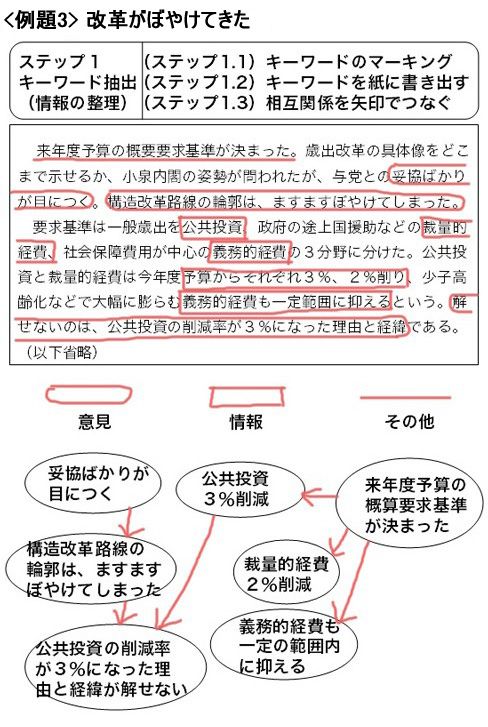 <例題3> 改革がぼやけてきた
ステップ1
キーワード抽出
(情報の整理)
(ステップ1.1) キーワードのマーキング
(ステップ1.2) キーワードを紙に書き出す
(ステップ1.3) 相互関係を矢印でつなぐ
来年度予算の概要要求基準が決まった。歳出改革の具体像をどこ
まで示せるか、小泉内閣の姿勢が問われたが、与党との妥協ばかり
が目につく。構造改革路線の輪郭は、ますますぼやけてしまった。
要求基準は一般歳出を公共投資、政府の途上国援助などの裁量的
経費、社会保障費用が中心の義務的経費の3分野に分けた。公共投
資と裁量的経費は今年度予算からそれぞれ3%、2%削り、少子高
齢化などで大幅に膨らむ義務的経費も一定範囲に抑えるという。解
せないのは、公共投資の削減率が3%になった理由と経緯である。
(以下省略)
意見
情報
その他
妥協ばかりが
目につく
公共投資
3%削減
来年度予算の
概算要求基準
が決まった
構造改革路線の
輪郭は、ますます
ぼやけてしまった
裁量的経費
2%削減
公共投資の削減率
が3%になった理
由と経緯が解せない
義務的経費も
一定の範囲内
に抑える